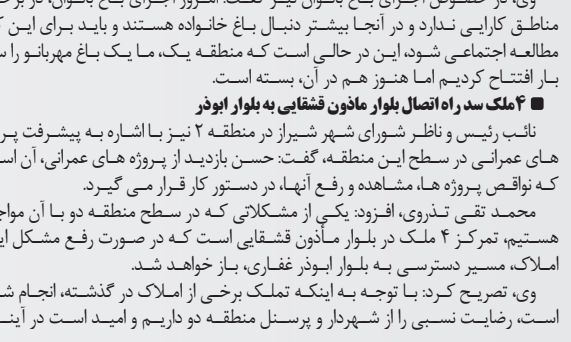 وی، در خصوص اجرای باغ بانوان نیز گفت: امروز اجرای باغ بانوان، در برخ
مناطق کارایی ندارد و در آنجا بیشتر دنبال باغ خانواده هستند و باید برای این
مطالعه اجتماعی شود، این در حالی است که منطقه یک، ما یک باغ مهربانو را
بار افتتاح کردیم اما هنوز هم در آن، بسته است.
■ ۴ملک سد راه اتصال بلوار ماذون قشقایی به بلوار ابوذر
نائب رئیس و ناظر شورای شهر شیراز در منطقه ۲ نیز با اشاره به پیشرفت پر
های عمرانی در سطح این منطقه، گفت: حسن بازدید از پروژه های عمرانی، آن اس
که نواقص پروژه ها، مشاهده و رفع آنها، در دستور کار قرار می گیرد.
محمد تقی تذروی، افزود: یکی از مشکلاتی که در سطح منطقه دو با آن مواج
هستیم، تمرکز ۴ ملک در بلوار مأذون قشقایی است که در صورت رفع مشکل ای
املاک، مسیر دسترسی به بلوار ابوذر غفاری، باز خواهد شد.
وی، تصریح کرد: با توجه به اینکه تملک برخی از املاک در گذشته، انجام ش
است، رضایت نسبی را از شهردار و پرسنل منطقه دو داریم و امید است در آینـ